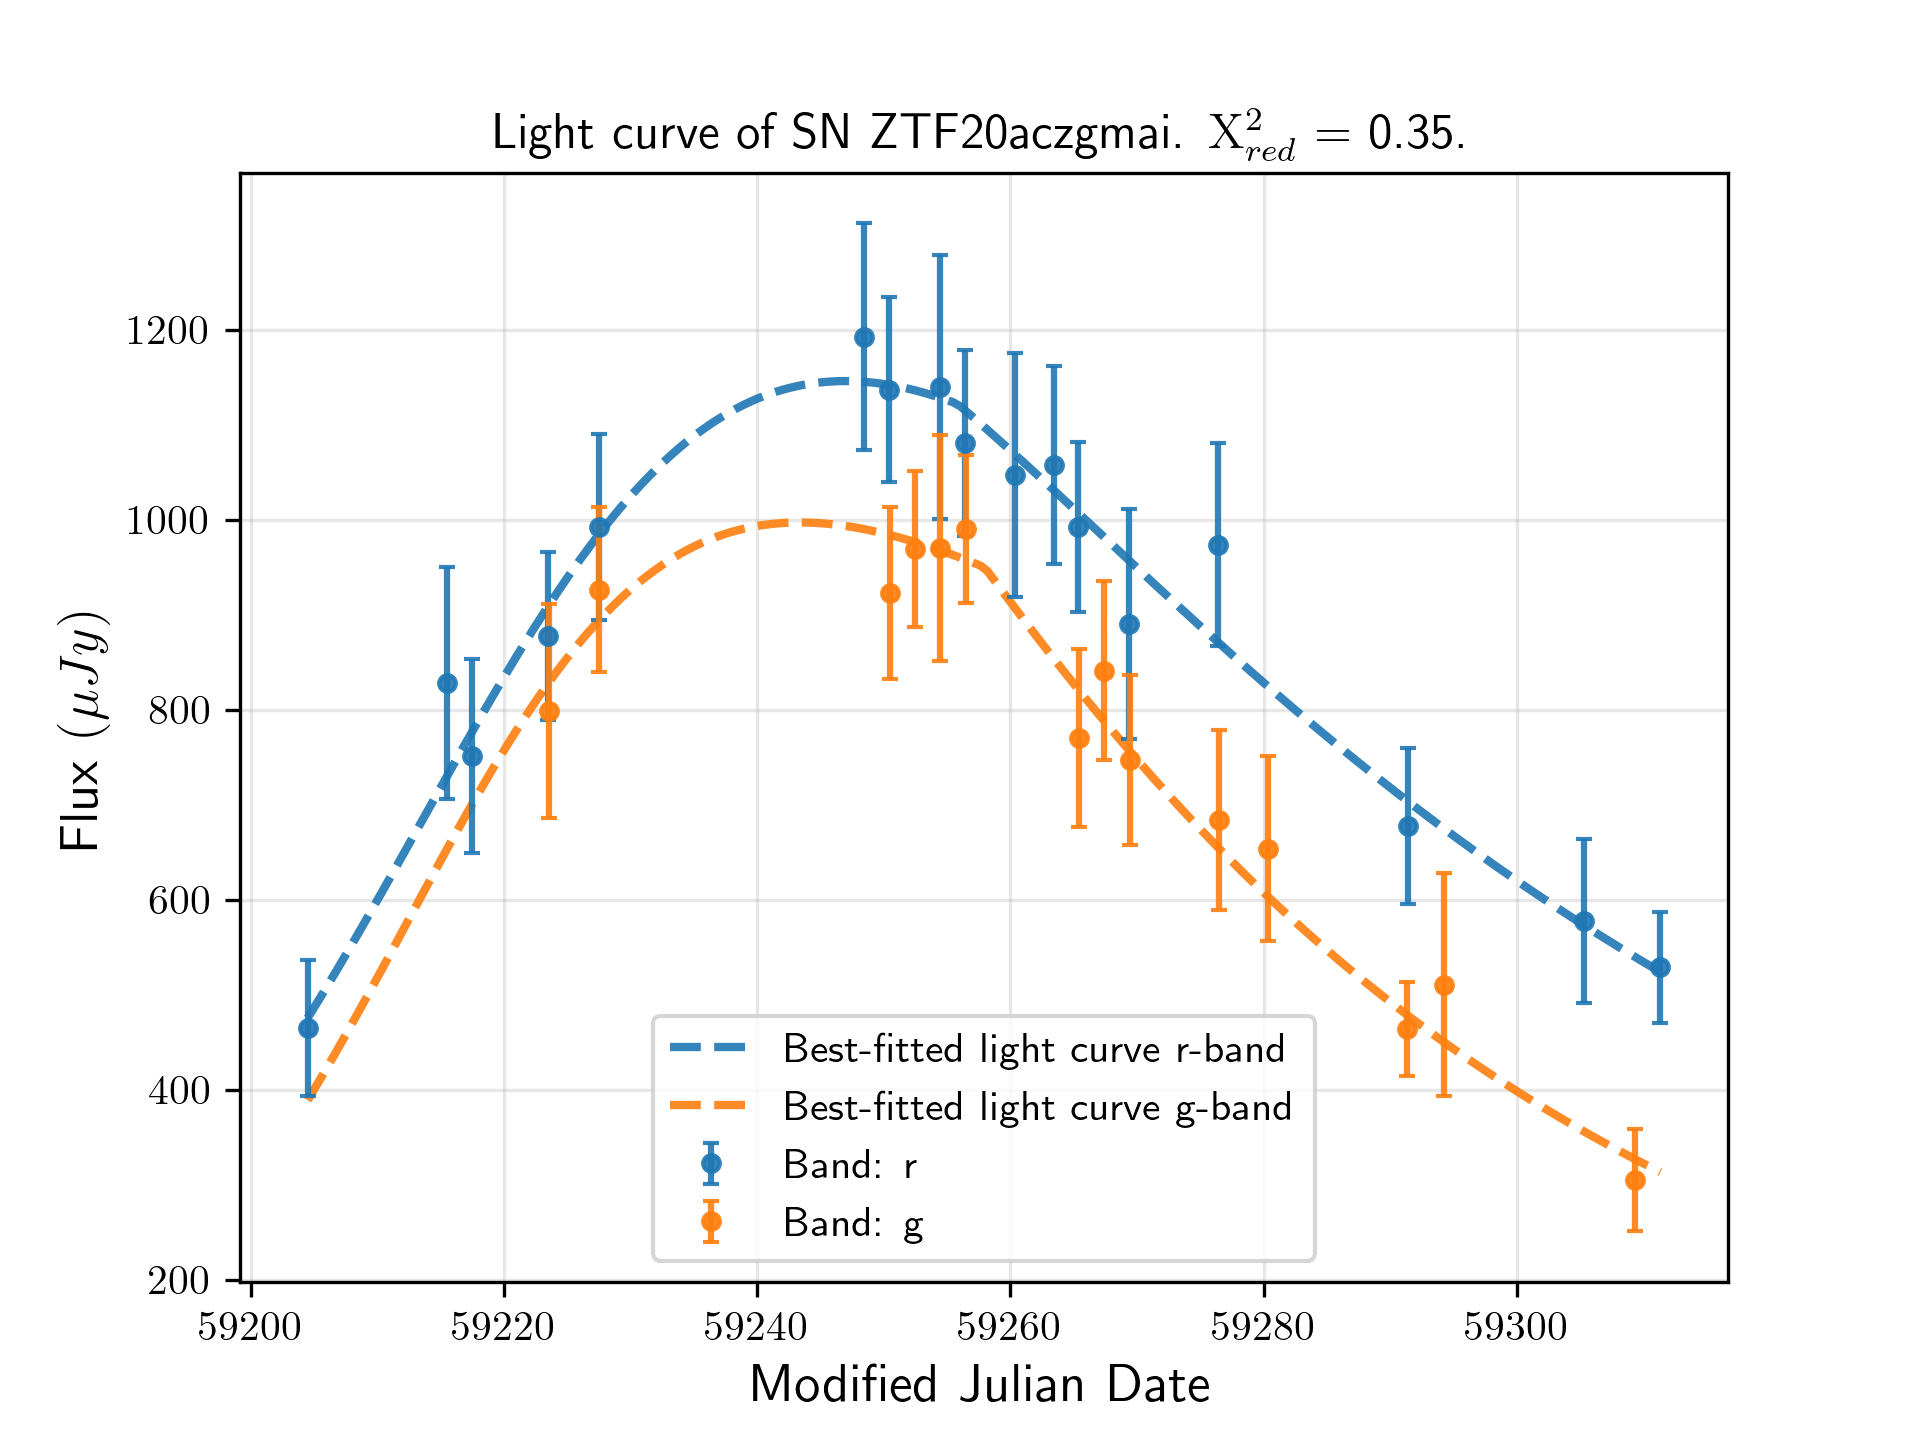 Light curve of SN ZTF20aczgmai. X²_red = 0.35.
Flux (μJy)
1200
1000
800
600
400
200
59200 59220 59240 59260 59280 59300
Modified Julian Date
Best-fitted light curve r-band
Best-fitted light curve g-band
Band: r
Band: g